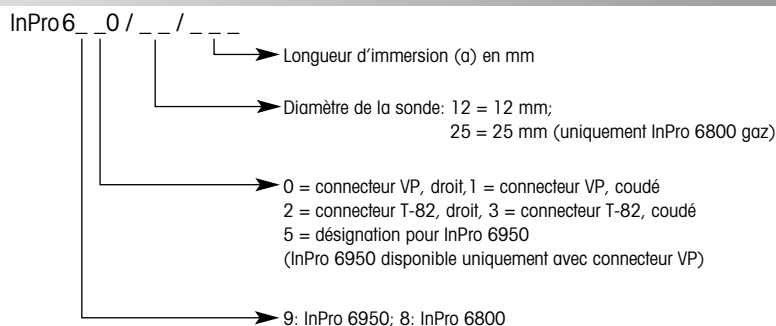 InPro 6_ _0 / _ _ / _ _ _
Longueur d’immersion (a) en mm
Diamètre de la sonde: 12 = 12 mm;
25 = 25 mm (uniquement InPro 6800 gaz)
0 = connecteur VP, droit,1 = connecteur VP, coudé
2 = connecteur T-82, droit, 3 = connecteur T-82, coudé
5 = désignation pour InPro 6950
(InPro 6950 disponible uniquement avec connecteur VP)
9: InPro 6950; 8: InPro 6800